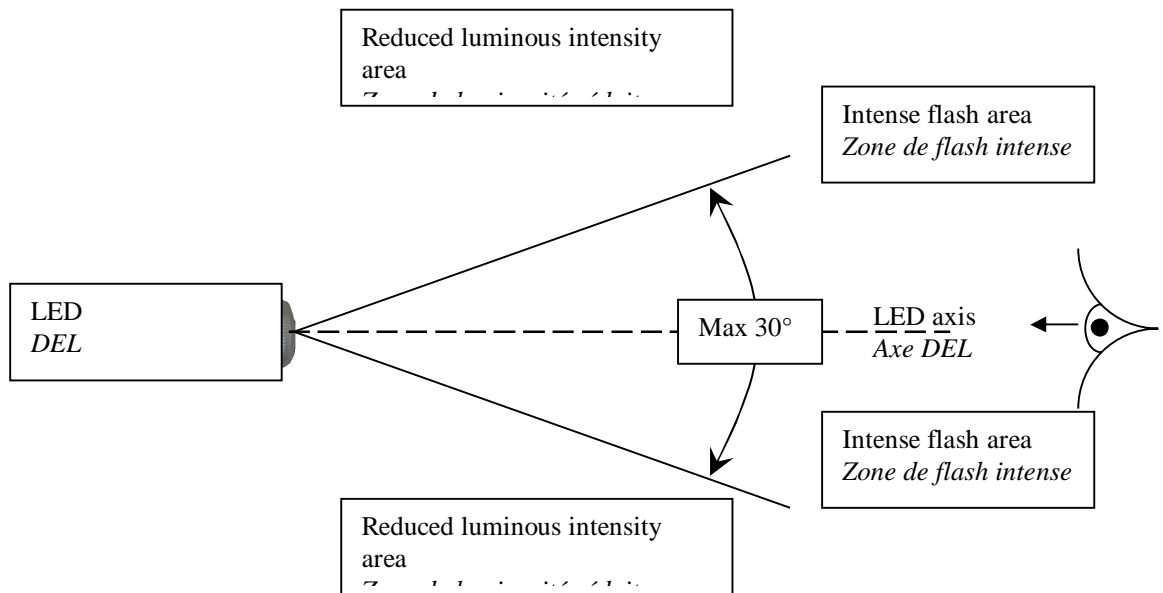 Reduced luminous intensity
area
Intense flash area
Zone de flash intense
LED
DEL
Max 30°
LED axis
Axe DEL
Intense flash area
Zone de flash intense
Reduced luminous intensity
area